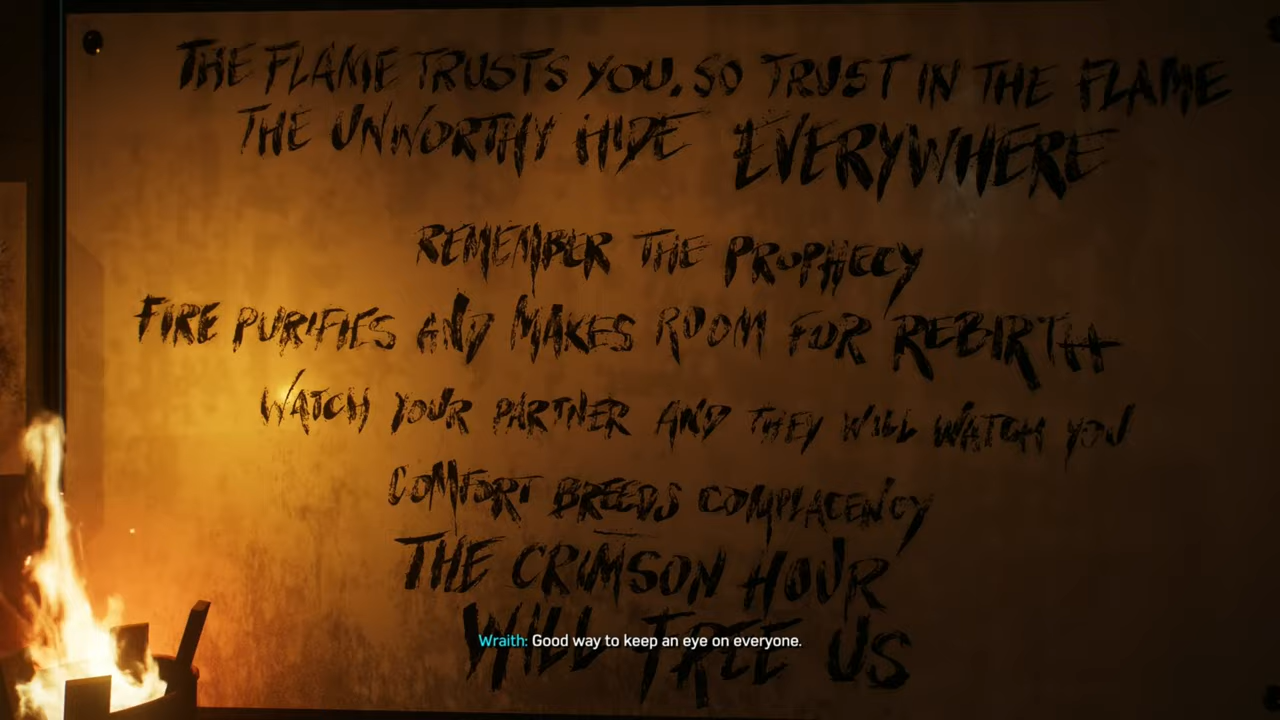 THE FLAME TRUSTS YOU. SO TRUST IN THE FLAME
THE UNWORTHY HIDE EVERYWHERE
REMEMBER THE PROPHECY
FIRE PURIFIES AND MAKES ROOM FOR REBIRTH
WATCH YOUR PARTNER AND THEY WILL WATCH YOU
COMFORT BREEDS COMPLACENCY
THE CRIMSON HOUR
WILL FREE US
Wraith: Good way to keep an eye on everyone.